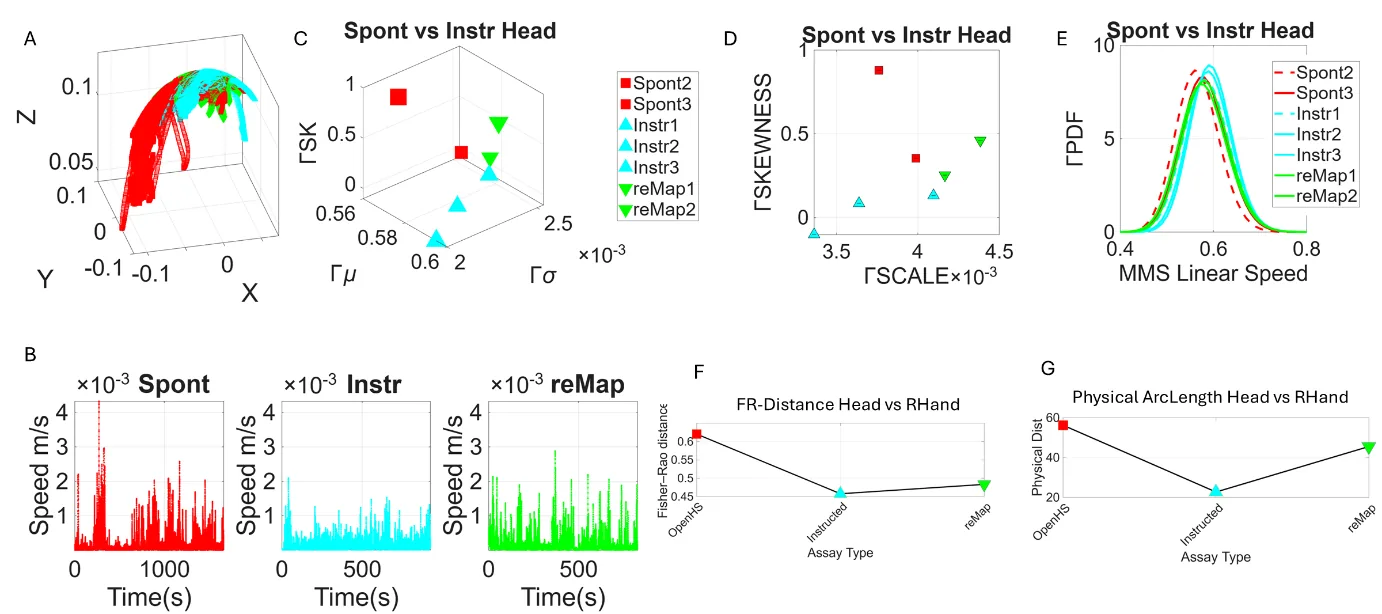 A
Z
0.1
0.05
0.1
0
-0.1
-0.1
0
Y
X
C
Spont vs Instr Head
ΓSK
1
0.5
0
0.56
0.58
0.6
2
2.5
×10-3
Γμ
Γσ
Spont2
Spont3
Instr1
Instr2
Instr3
reMap1
reMap2
D
Spont vs Instr Head
ΓSKEWNESS
1
0.5
0
3.5
4
4.5
ΓSCALE×10-3
E
Spont vs Instr Head
ΓPDF
10
5
0
0.4
0.6
0.8
MMS Linear Speed
Spont2
Spont3
Instr1
Instr2
Instr3
reMap1
reMap2
B
×10-3 Spont
Speed m/s
4
3
2
1
0
1000
Time(s)
×10-3 Instr
Speed m/s
4
3
2
1
0
500
Time(s)
×10-3 reMap
Speed m/s
4
3
2
1
0
500
Time(s)
F
FR-Distance Head vs RHand
Fisher–Rao distance
0.6
0.55
0.5
0.45
OpenHS
Instructed
reMap
Assay Type
G
Physical ArcLength Head vs RHand
Physical Dist
60
40
20
OpenHS
Instructed
reMap
Assay Type